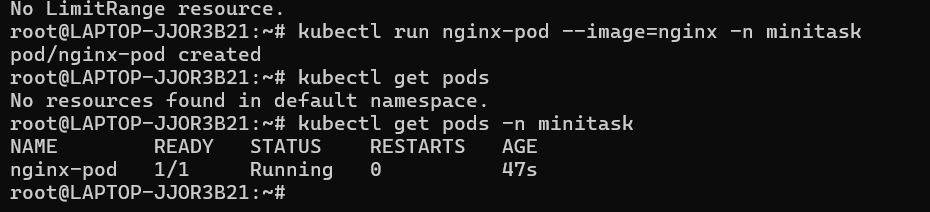 No LimitRange resource.
root@LAPTOP-JJOR3B21:~# kubectl run nginx-pod --image=nginx -n minitask
pod/nginx-pod created
root@LAPTOP-JJOR3B21:~# kubectl get pods
No resources found in default namespace.
root@LAPTOP-JJOR3B21:~# kubectl get pods -n minitask
NAME        READY   STATUS    RESTARTS   AGE
nginx-pod   1/1     Running   0          47s
root@LAPTOP-JJOR3B21:~#